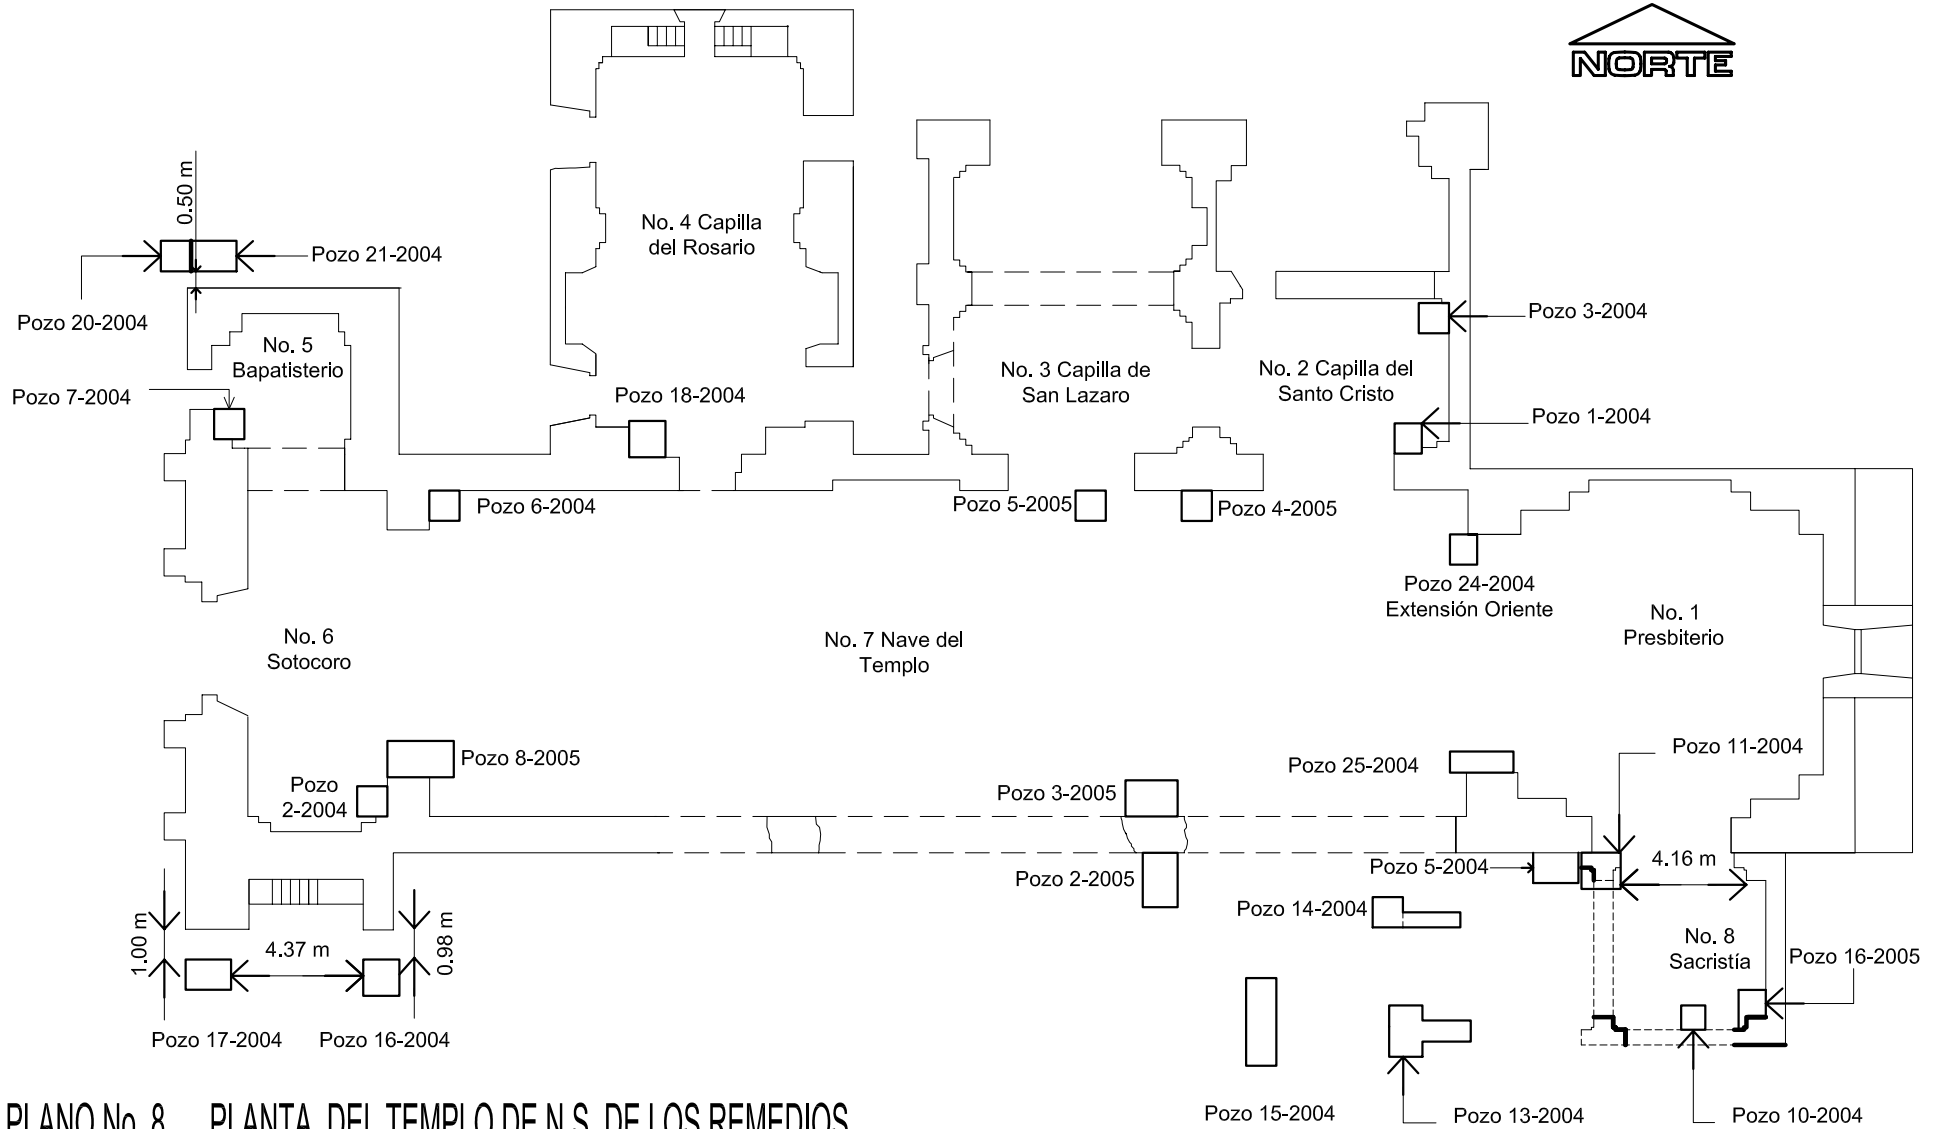 NORTE
0.50 m
No. 4 Capilla
del Rosario
Pozo 21-2004
Pozo 20-2004
Pozo 3-2004
No. 5
Bapatisterio
No. 3 Capilla de
San Lazaro
No. 2 Capilla del
Santo Cristo
Pozo 7-2004
Pozo 18-2004
Pozo 1-2004
Pozo 6-2004
Pozo 5-2005
Pozo 4-2005
Pozo 24-2004
Extensión Oriente
No. 1
Presbiterio
No. 6
Sotocoro
No. 7 Nave del
Templo
Pozo 11-2004
Pozo 8-2005
Pozo 25-2004
Pozo
2-2004
Pozo 3-2005
Pozo 5-2004
4.16 m
Pozo 2-2005
Pozo 14-2004
1.00 m
4.37 m
0.98 m
No. 8
Sacristía
Pozo 16-2005
Pozo 17-2004
Pozo 16-2004
Pozo 15-2004
Pozo 13-2004
Pozo 10-2004
PLANO No. 8 PLANTA DEL TEMPLO DE N.S. DE LOS REMEDIOS